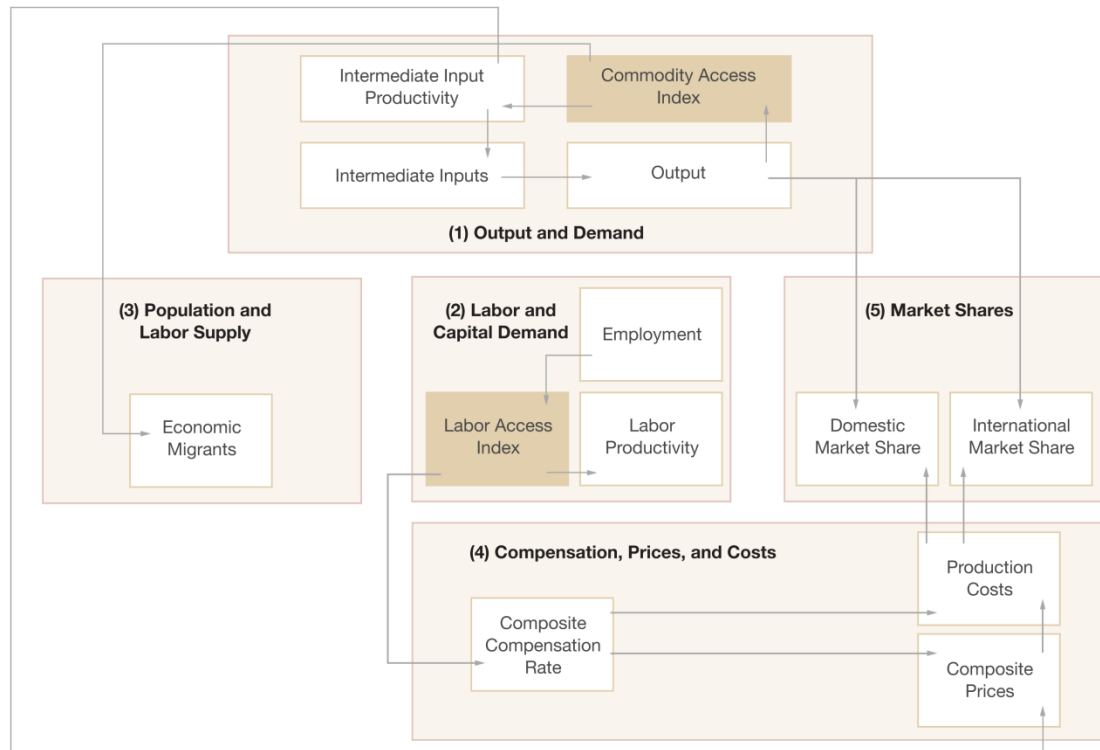 Intermediate Input
Productivity
Commodity Access
Index
Intermediate Inputs
Output
(1) Output and Demand
(3) Population and
Labor Supply
Economic
Migrants
(2) Labor and
Capital Demand
Employment
Labor Access
Index
Labor
Productivity
(5) Market Shares
Domestic
Market Share
International
Market Share
(4) Compensation, Prices, and Costs
Production
Costs
Composite
Compensation
Rate
Composite
Prices